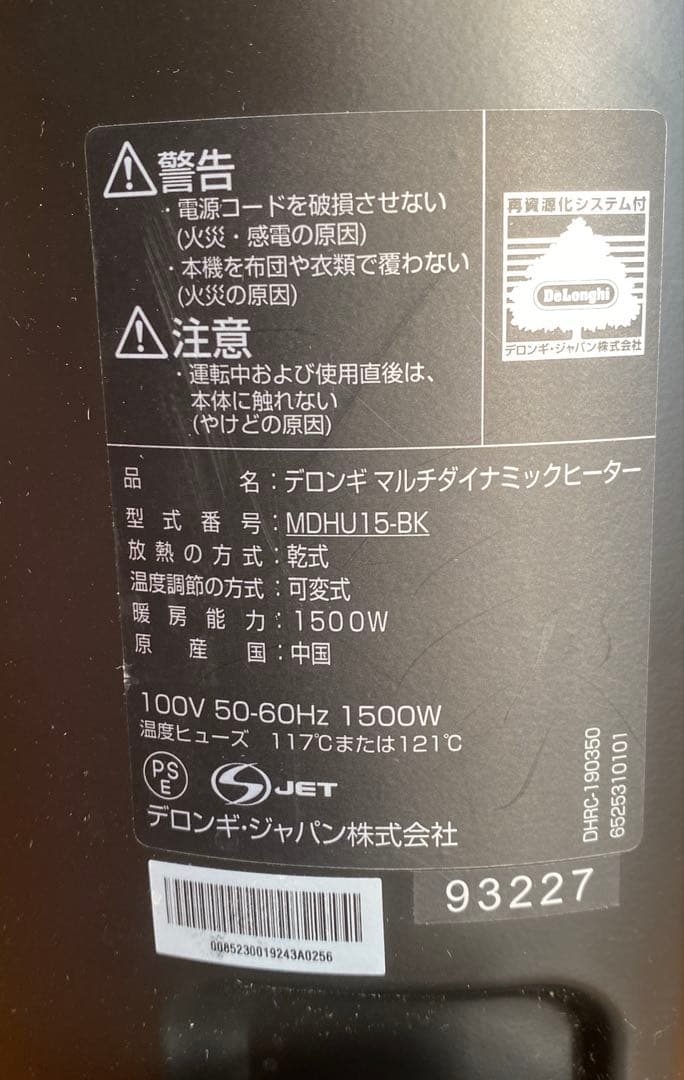 警告
・電源コードを破損させない
(火災・感電の原因)
・本機を布団や衣類で覆わない
(火災の原因)
注意
・運転中および使用直後は、
本体に触れない
(やけどの原因)
再資源化システム付
DeLonghi
デロンギ・ジャパン株式会社
品名：デロンギ マルチダイナミックヒーター
型式番号：MDHU15-BK
放熱の方式：乾式
温度調節の方式：可変式
暖房能力：1500W
原産国：中国
100V 50-60Hz 1500W
温度ヒューズ 117℃または121℃
PSE
JET
デロンギ・ジャパン株式会社
DHRC-190350
6525310101
93227
0085230019243A0256